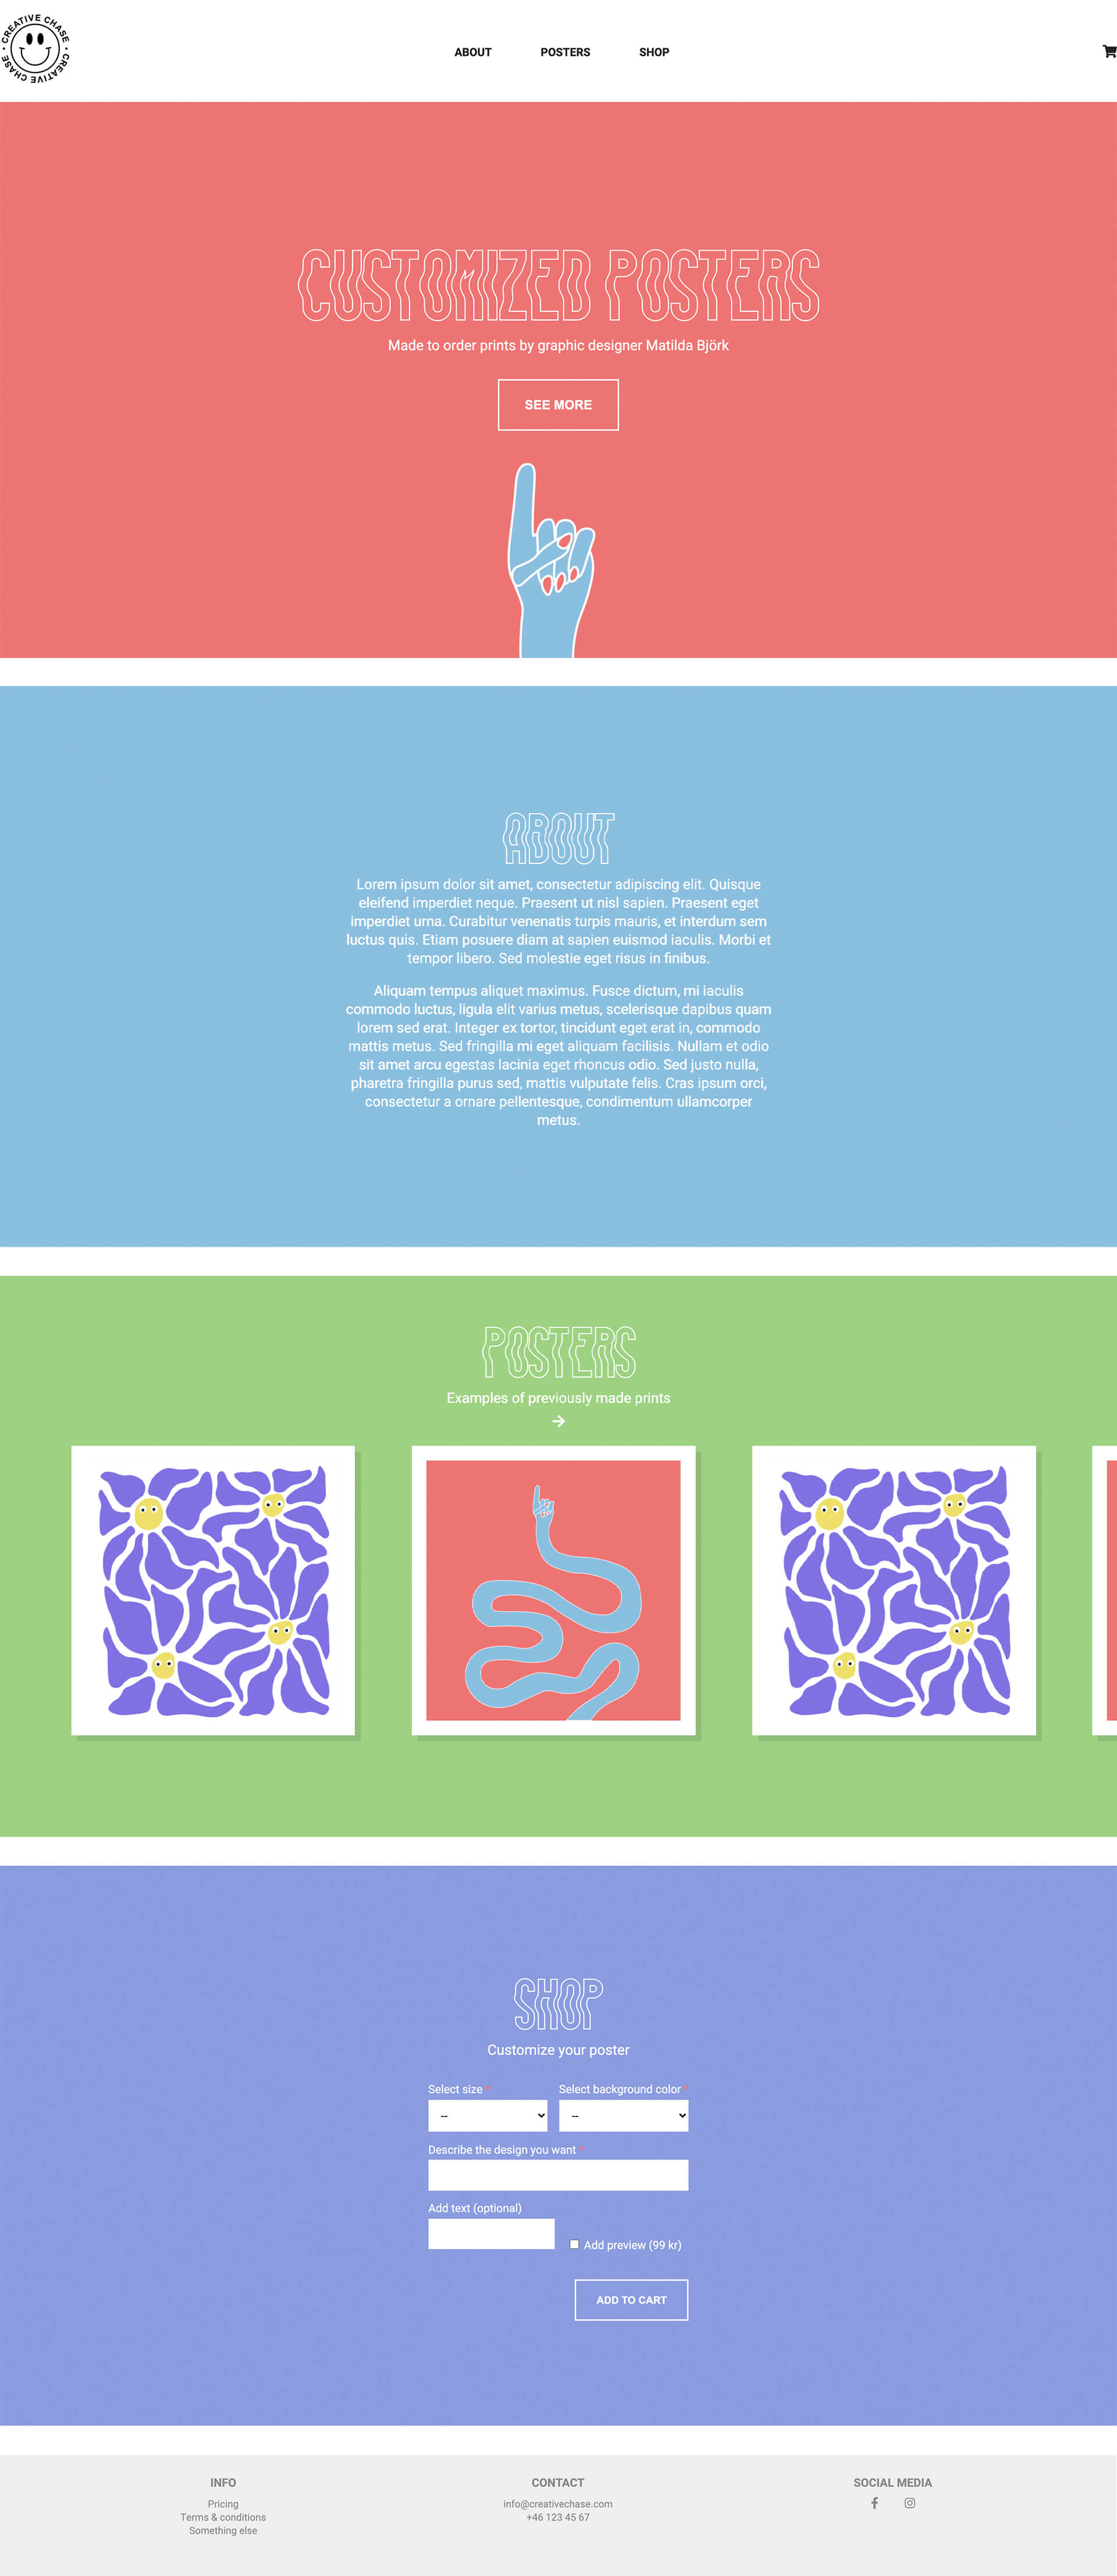 CREATIVE CHASE • CREATIVE CHASE •
ABOUT POSTERS SHOP
CUSTOMIZED POSTERS
Made to order prints by graphic designer Matilda Björk
SEE MORE
ABOUT
Lorem ipsum dolor sit amet, consectetur adipiscing elit. Quisque
eleifend imperdiet neque. Praesent ut nisl sapien. Praesent eget
imperdiet urna. Curabitur venenatis turpis mauris, et interdum sem
luctus quis. Etiam posuere diam at sapien euismod iaculis. Morbi et
tempor libero. Sed molestie eget risus in finibus.
Aliquam tempus aliquet maximus. Fusce dictum, mi iaculis
commodo luctus, ligula elit varius metus, scelerisque dapibus quam
lorem sed erat. Integer ex tortor, tincidunt eget erat in, commodo
mattis metus. Sed fringilla mi eget aliquam facilisis. Nullam et odio
sit amet arcu egestas lacinia eget rhoncus odio. Sed justo nulla,
pharetra fringilla purus sed, mattis vulputate felis. Cras ipsum orci,
consectetur a ornare pellentesque, condimentum ullamcorper
metus.
POSTERS
Examples of previously made prints
→
SHOP
Customize your poster
Select size * Select background color *
-- --
Describe the design you want *
Add text (optional)
Add preview (99 kr)
ADD TO CART
INFO CONTACT SOCIAL MEDIA
Pricing info@creativechase.com
Terms & conditions +46 123 45 67
Something else